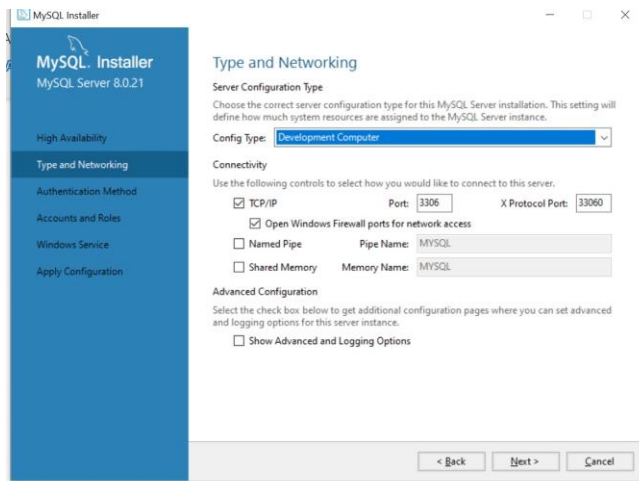 MySQL Installer
MySQL. Installer
MySQL Server 8.0.21
High Availability
Type and Networking
Authentication Method
Accounts and Roles
Windows Service
Apply Configuration
Type and Networking
Server Configuration Type
Choose the correct server configuration type for this MySQL Server installation. This setting will
define how much system resources are assigned to the MySQL Server instance.
Config Type: Development Computer
Connectivity
Use the following controls to select how you would like to connect to this server.
TCP/IP Port: 3306 X Protocol Port: 33060
Open Windows Firewall ports for network access
Named Pipe Pipe Name: MYSQL
Shared Memory Memory Name: MYSQL
Advanced Configuration
Select the check box below to get additional configuration pages where you can set advanced
and logging options for this server instance.
Show Advanced and Logging Options
< Back Next > Cancel